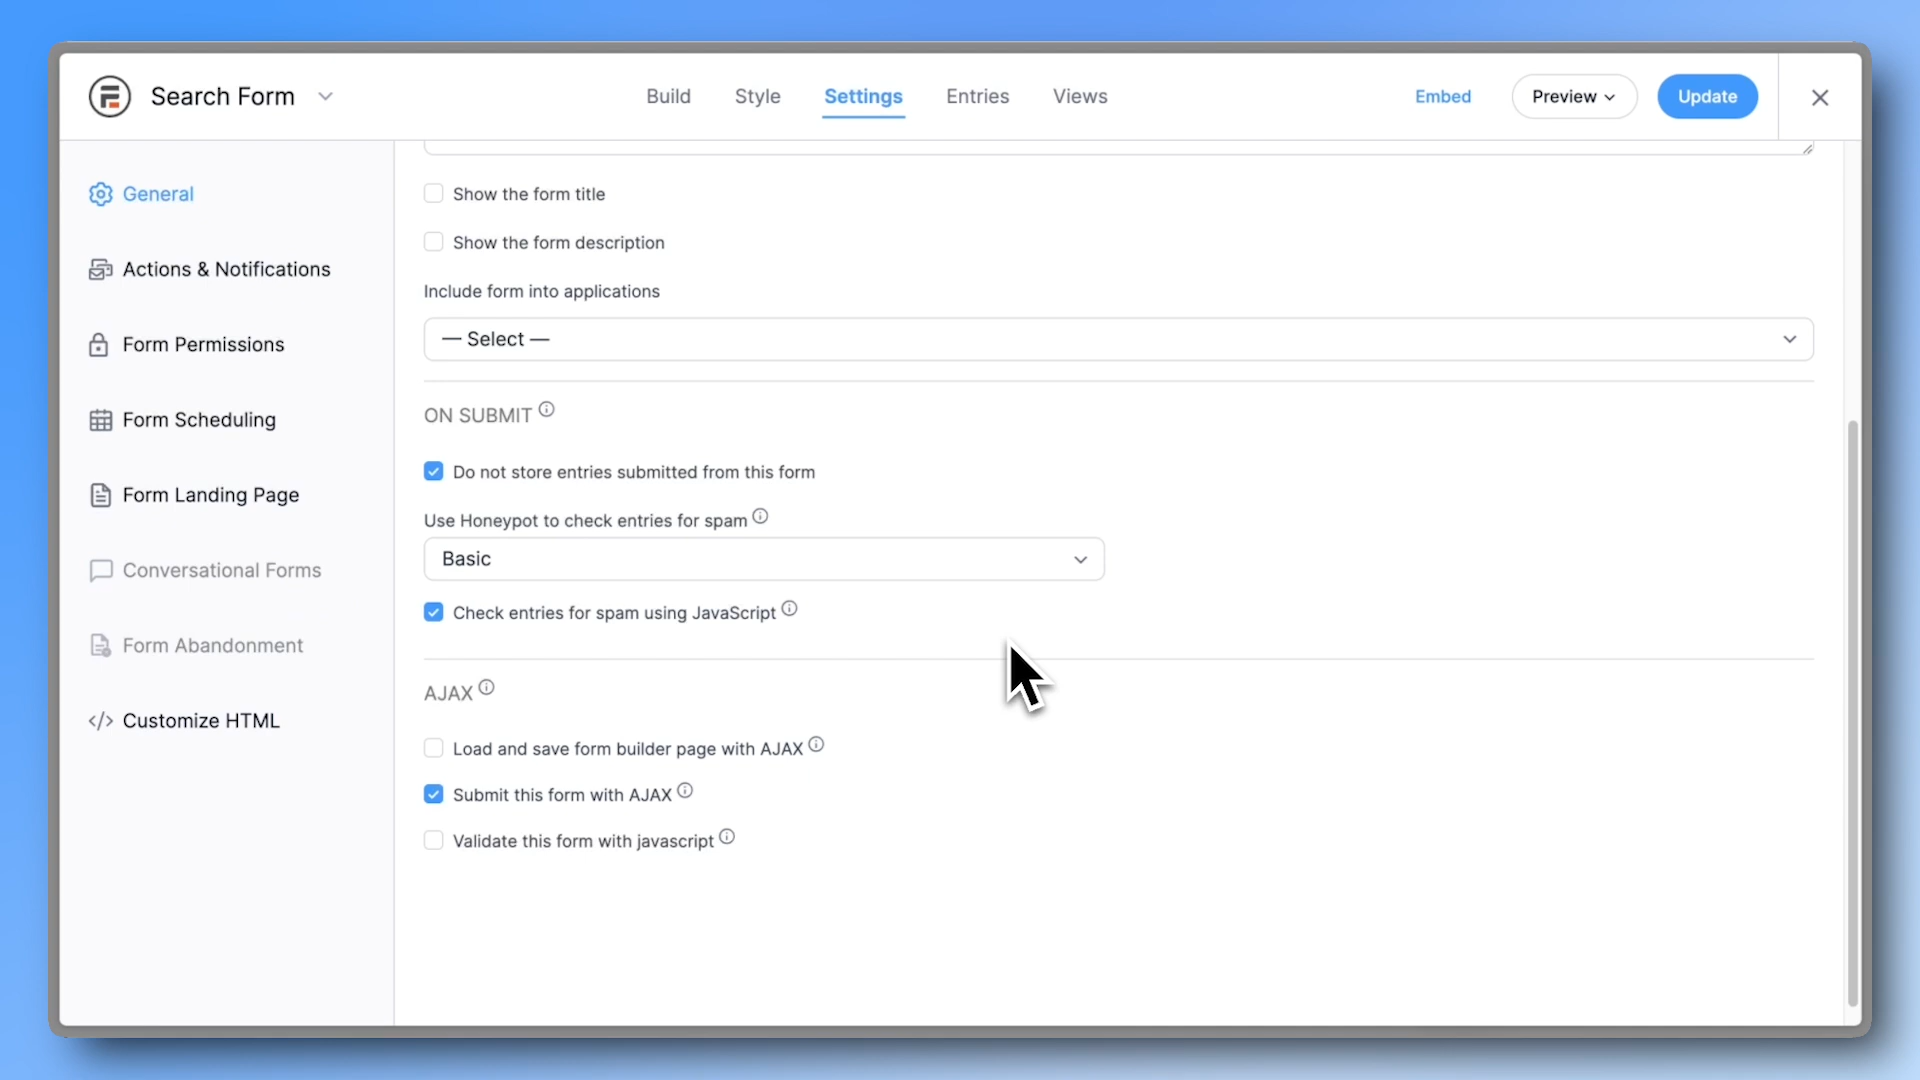 Search Form
Build
Style
Settings
Entries
Views
Embed
Preview
Update
General
Actions & Notifications
Form Permissions
Form Scheduling
Form Landing Page
Conversational Forms
Form Abandonment
</> Customize HTML
Show the form title
Show the form description
Include form into applications
— Select —
ON SUBMIT
Do not store entries submitted from this form
Use Honeypot to check entries for spam
Basic
Check entries for spam using JavaScript
AJAX
Load and save form builder page with AJAX
Submit this form with AJAX
Validate this form with javascript